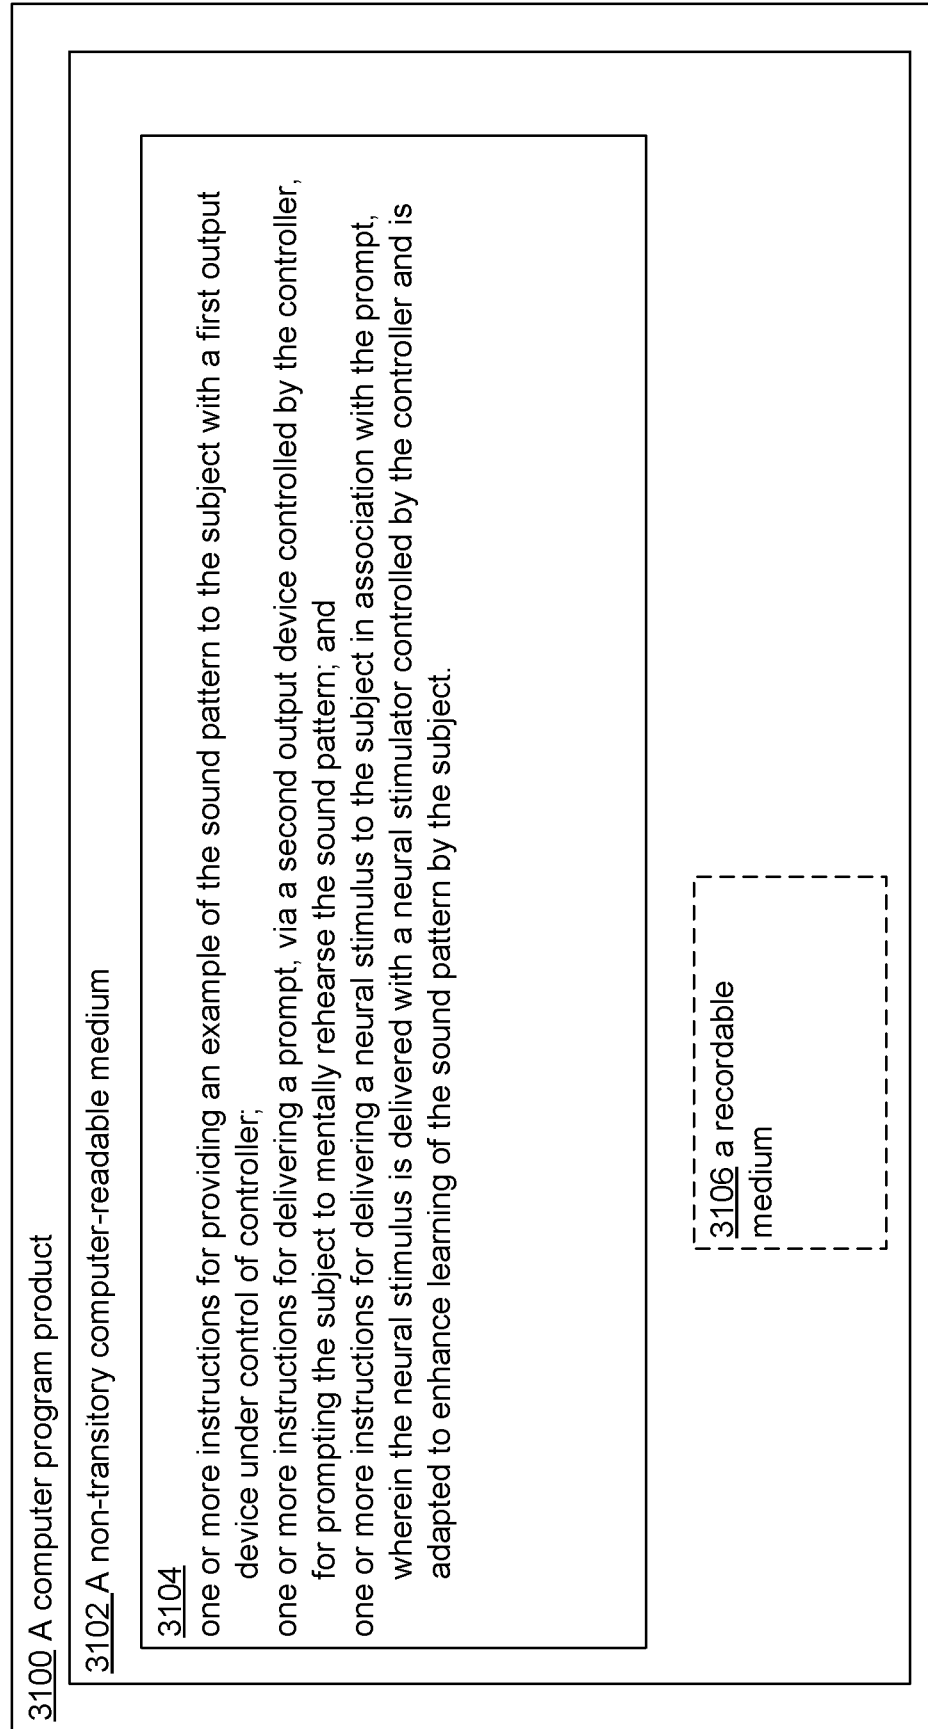 3100 A computer program product
3102 A non-transitory computer-readable medium
3104
one or more instructions for providing an example of the sound pattern to the subject with a first output
device under control of controller;
one or more instructions for delivering a prompt, via a second output device controlled by the controller,
for prompting the subject to mentally rehearse the sound pattern; and
one or more instructions for delivering a neural stimulus to the subject in association with the prompt,
wherein the neural stimulus is delivered with a neural stimulator controlled by the controller and is
adapted to enhance learning of the sound pattern by the subject.
3106 a recordable
medium